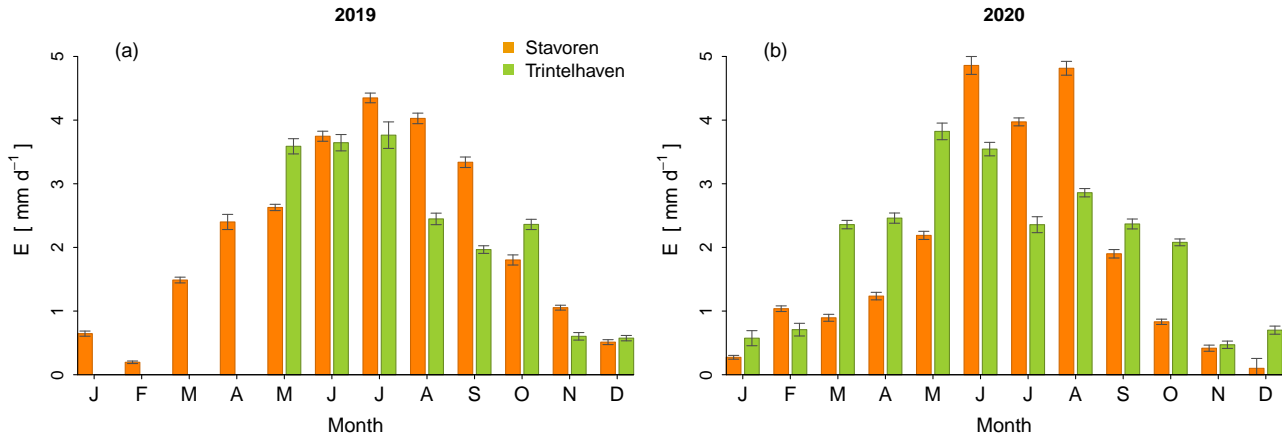 2019
(a)
Stavoren
Trintelhaven
E [ mm d⁻¹ ]
0 1 2 3 4 5
J F M A M J J A S O N D
Month
2020
(b)
E [ mm d⁻¹ ]
0 1 2 3 4 5
J F M A M J J A S O N D
Month